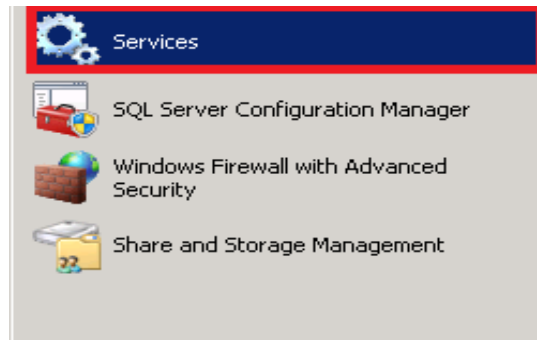 Services
SQL Server Configuration Manager
Windows Firewall with Advanced
Security
Share and Storage Management